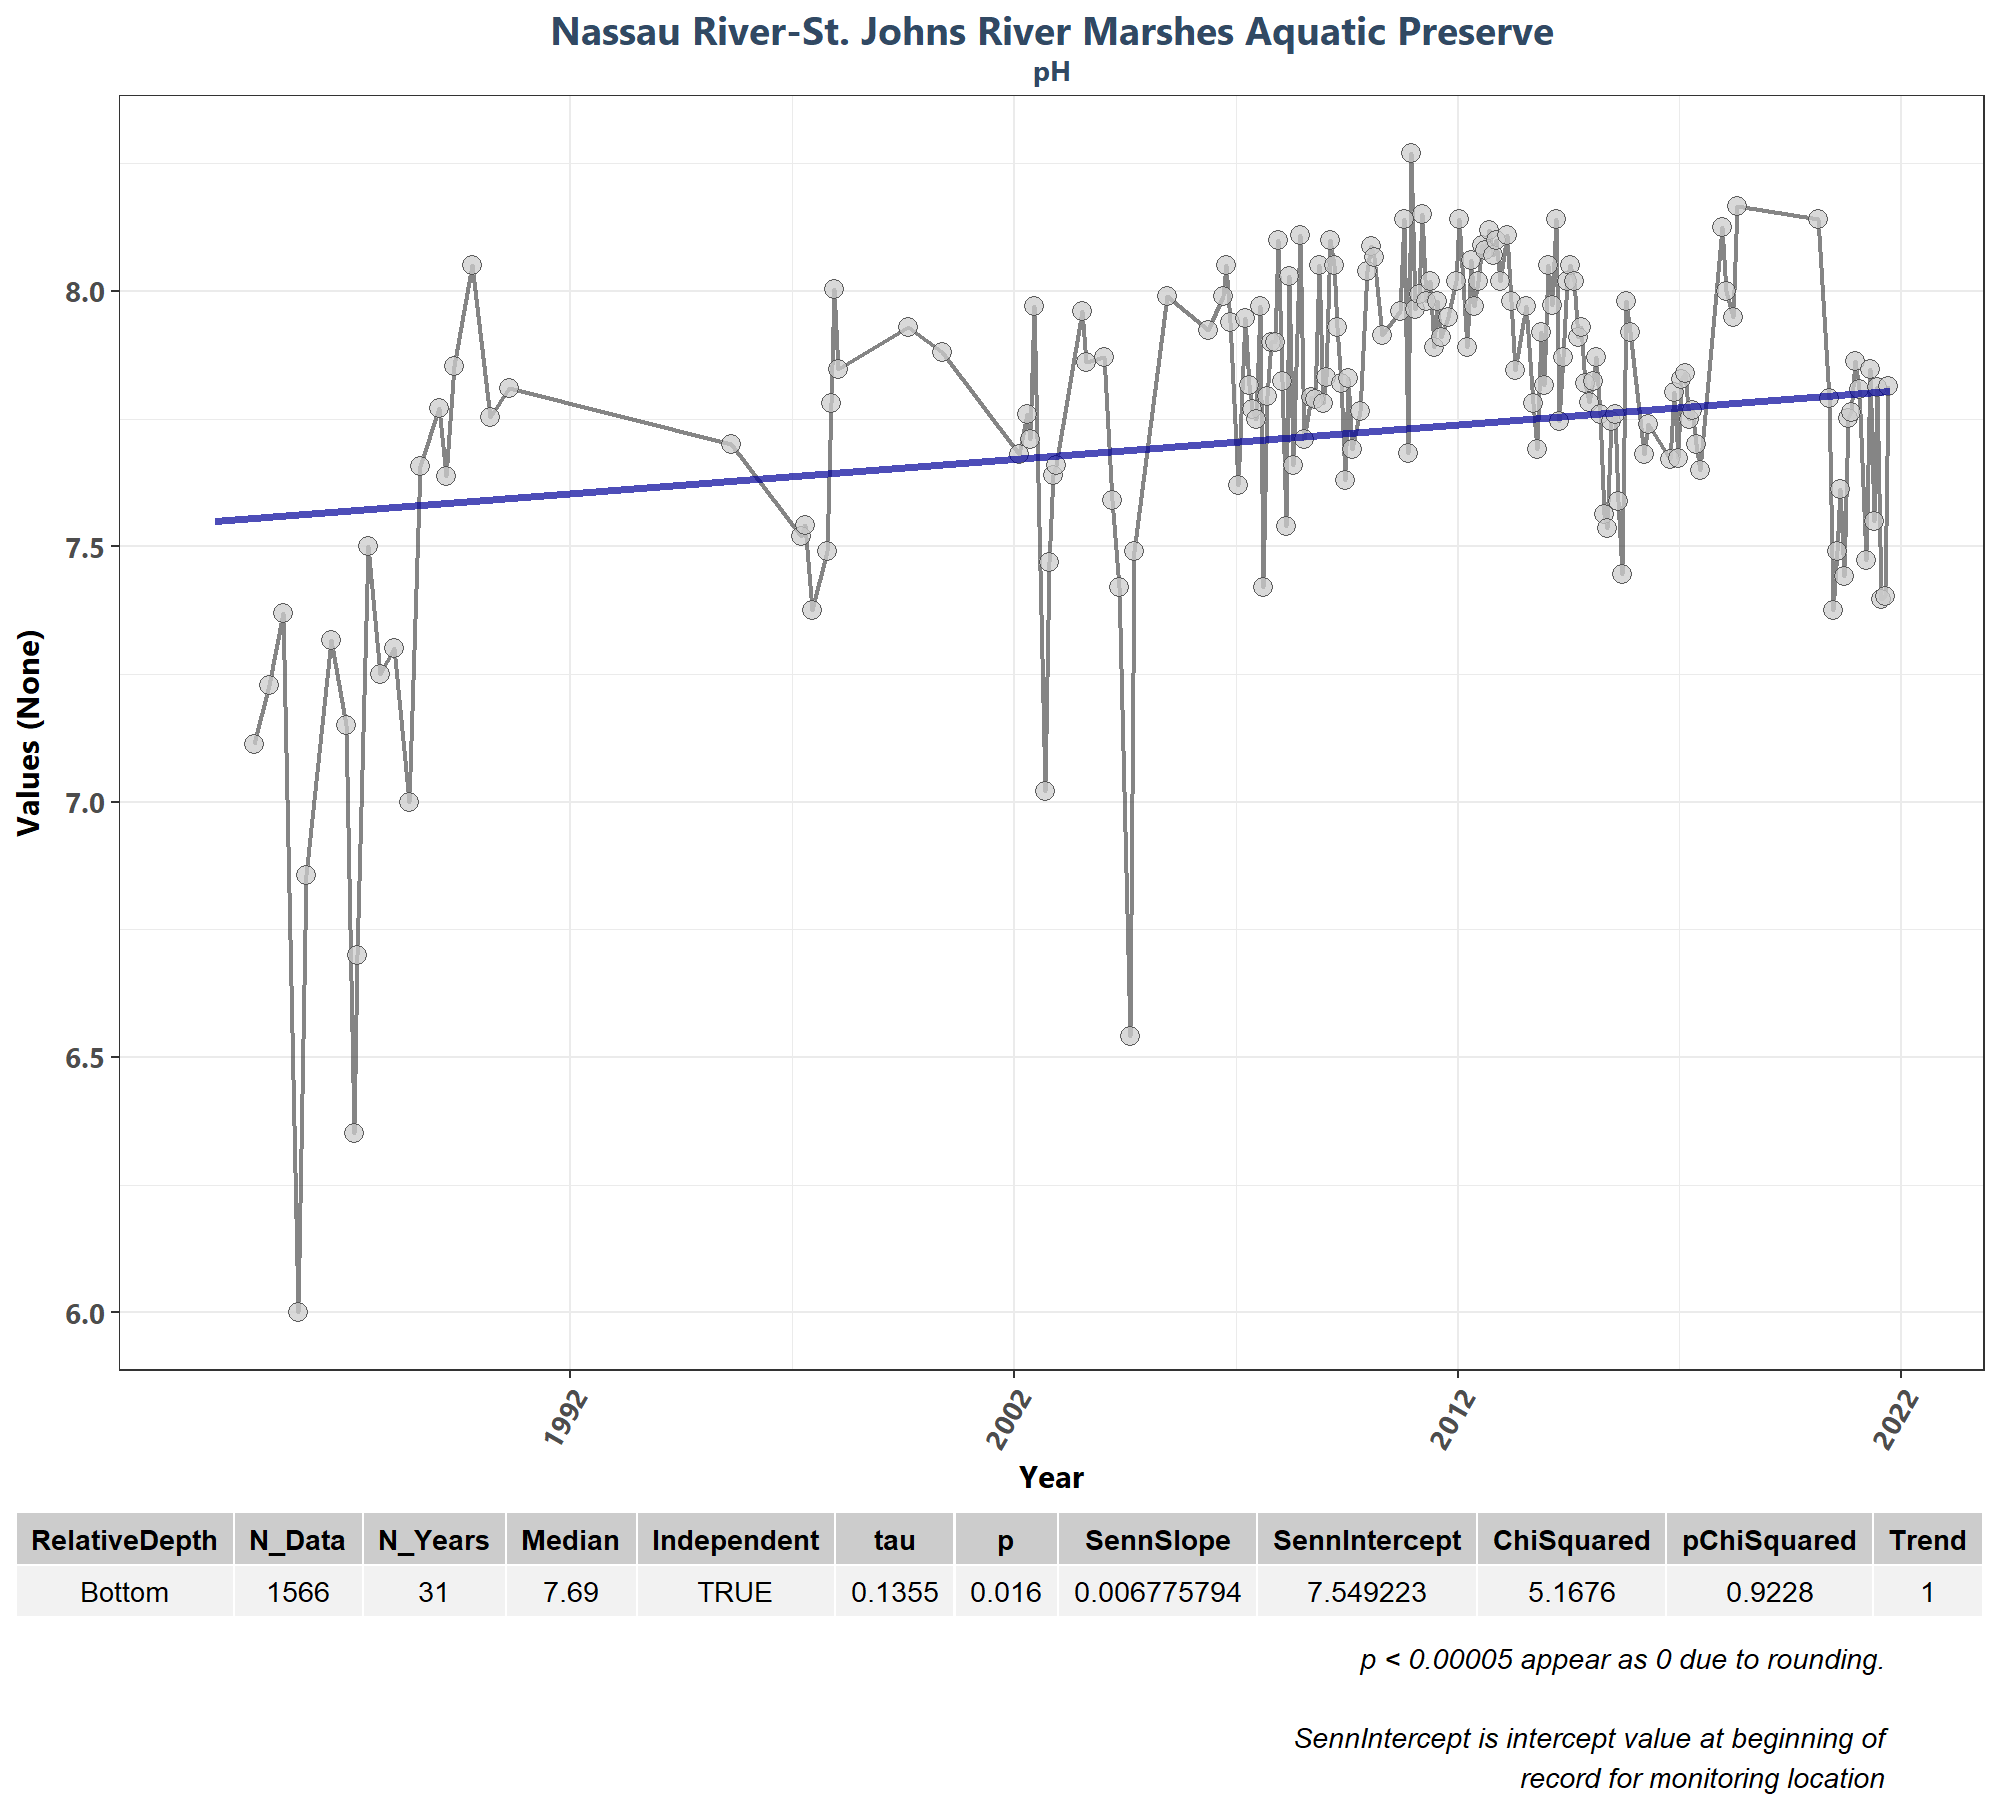 Nassau River-St. Johns River Marshes Aquatic Preserve
pH
Values (None)
8.0
7.5
7.0
6.5
6.0
1992 2002 2012 2022
Year
RelativeDepth N_Data N_Years Median Independent tau p SennSlope SennIntercept ChiSquared pChiSquared Trend
Bottom 1566 31 7.69 TRUE 0.1355 0.016 0.006775794 7.549223 5.1676 0.9228 1
p < 0.00005 appear as 0 due to rounding.
SennIntercept is intercept value at beginning of
record for monitoring location